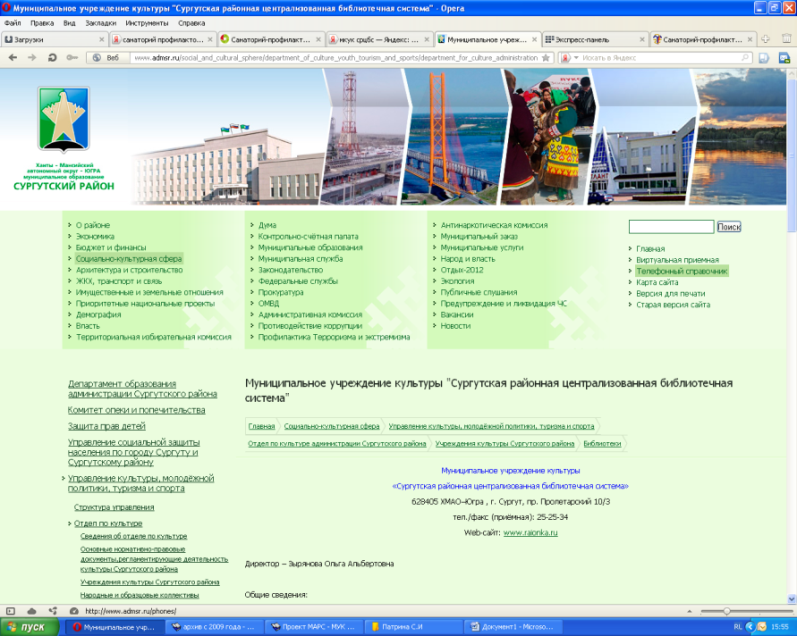 Муниципальное учреждение культуры "Сургутская районная централизованная библиотечная система" - Opera
Файл Правка Вид Закладки Инструменты Справка
Загрузки
санаторий профилакто...
Санаторий-профилакт...
мкук срцбс — Яндекс: ...
Муниципальное учреж...
Экспресс-панель
Санаторий-профилакт...
Веб
www.admsr.ru/social_and_cultural_sphere/department_of_culture_youth_tourism_and_sports/department_for_culture_administration
Искать в Яндекс
Ханты - Мансийский
автономный округ - ЮГРА
муниципальное образование
СУРГУТСКИЙ РАЙОН
О районе
Экономика
Бюджет и финансы
Социально-культурная сфера
Архитектура и строительство
ЖКХ, транспорт и связь
Имущественные и земельные отношения
Приоритетные национальные проекты
Демография
Власть
Территориальная избирательная комиссия
Дума
Контрольно-счётная палата
Муниципальные образования
Муниципальная служба
Законодательство
Федеральные службы
Прокуратура
ОМВД
Административная комиссия
Противодействие коррупции
Профилактика Терроризма и экстремизма
Антинаркотическая комиссия
Муниципальный заказ
Муниципальные услуги
Народ и власть
Отдых-2012
Экология
Публичные слушания
Предупреждение и ликвидация ЧС
Вакансии
Новости
Поиск
Главная
Виртуальная приемная
Телефонный справочник
Карта сайта
Версия для печати
Старая версия сайта
Департамент образования
администрации Сургутского района
Комитет опеки и попечительства
Защита прав детей
Управление социальной защиты
населения по городу Сургуту и
Сургутскому району
Управление культуры, молодёжной
политики, туризма и спорта
Структура управления
Отдел по культуре
Сведения об отделе по культуре
Основные нормативно-правовые
документы,регламентирующие деятельность
культуры Сургутского района
Учреждения культуры Сургутского района
Народные и образцовые коллективы
Муниципальное учреждение культуры "Сургутская районная централизованная библиотечная
система"
Главная Социально-культурная сфера Управление культуры, молодёжной политики, туризма и спорта
Отдел по культуре администрации Сургутского района Учреждения культуры Сургутского района Библиотеки
Муниципальное учреждение культуры
«Сургутская районная централизованная библиотечная система»
628405 ХМАО–Югра , г. Сургут, пр. Пролетарский 10/3
тел./факс (приёмная): 25-25-34
Web-сайт: www.raionka.ru
Директор – Зырянова Ольга Альбертовна
Общие сведения:
http://www.admsr.ru/phones/
пуск
Муниципальное учр...
архив с 2009 года - ...
Проект МАРС - МУК ...
Патрина С.И
Документ1 - Microso...
RL
15:55